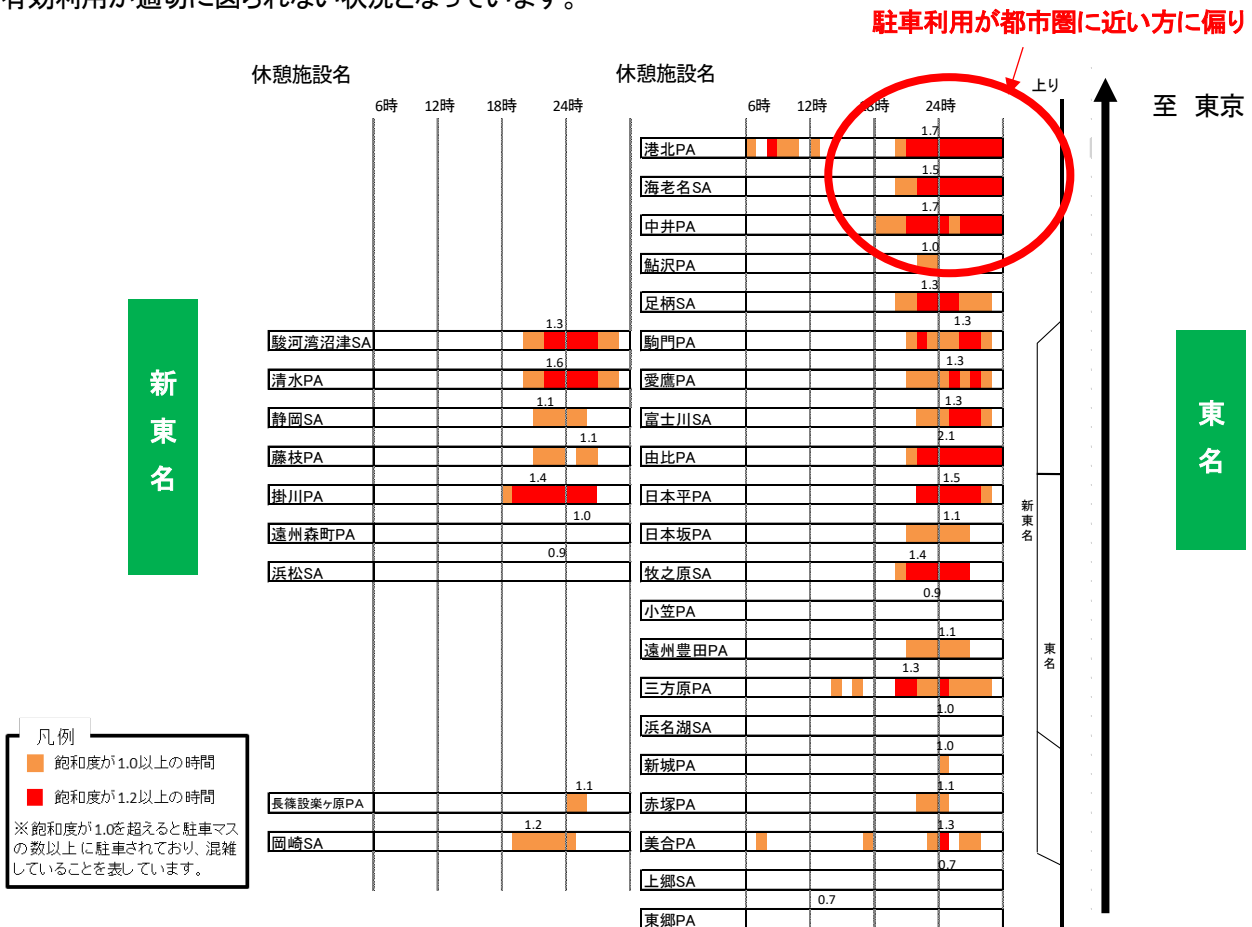 有効利用が適切に図られない状況となっています。
駐車利用が都市圏に近い方に偏り
休憩施設名
6時 12時 18時 24時
新東名
駿河湾沼津SA 1.3
清水PA 1.6
静岡SA 1.1
藤枝PA 1.1
掛川PA 1.4
遠州森町PA 1.0
浜松SA 0.9
長篠設楽ヶ原PA 1.1
岡崎SA 1.2
休憩施設名
6時 12時 18時 24時
港北PA 1.7
海老名SA 1.5
中井PA 1.7
鮎沢PA 1.0
足柄SA 1.3
駒門PA 1.3
愛鷹PA 1.3
富士川SA 1.3
由比PA 2.1
日本平PA 1.5
日本坂PA 1.1
牧之原SA 1.4
小笠PA 0.9
遠州豊田PA 1.1
三方原PA 1.3
浜名湖SA 1.0
新城PA 1.0
赤塚PA 1.1
美合PA 1.3
上郷SA 0.7
東郷PA 0.7
上り
至 東京
新東名
東名
東名
凡例
飽和度が1.0以上の時間
飽和度が1.2以上の時間
※飽和度が1.0を超えると駐車マス
の数以上に駐車されており、混雑
していることを表しています。